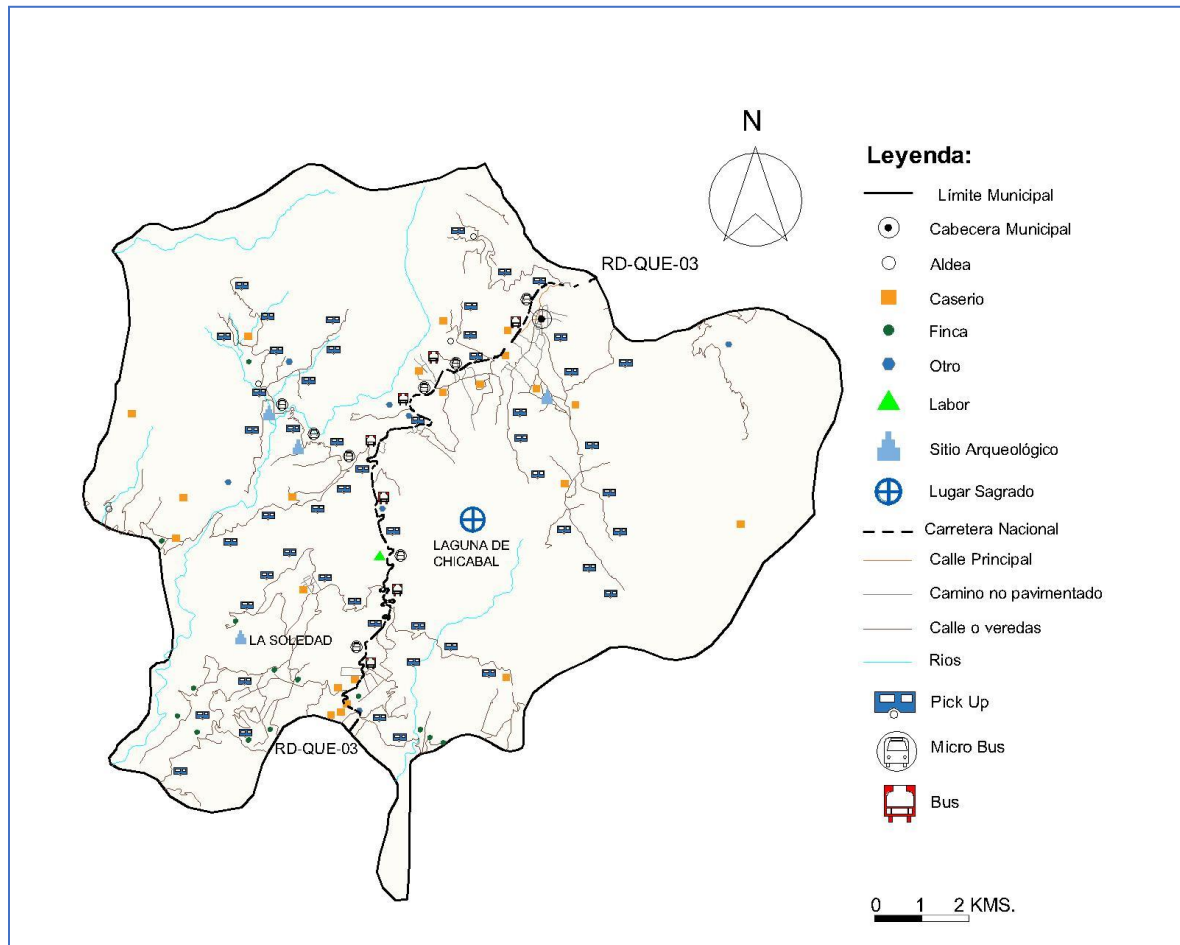 N
Leyenda:
Límite Municipal
Cabecera Municipal
Aldea
Caserio
Finca
Otro
Labor
Sitio Arqueológico
Lugar Sagrado
Carretera Nacional
Calle Principal
Camino no pavimentado
Calle o veredas
Rios
Pick Up
Micro Bus
Bus
RD-QUE-03
LAGUNA DE
CHICABAL
LA SOLEDAD
RD-QUE-03
0 1 2 KMS.